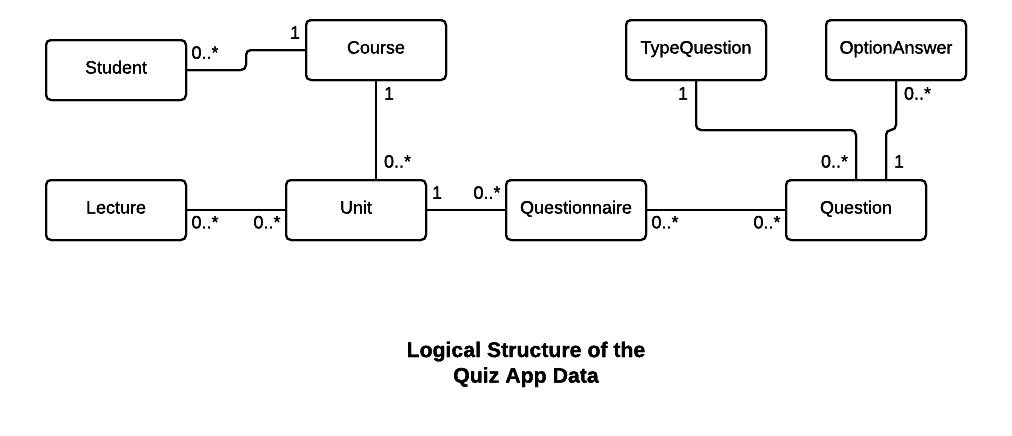 Student
0..*
1
Course
TypeQuestion
OptionAnswer
1
1
0..*
0..*
0..*
1
Lecture
0..*
0..*
Unit
1
0..*
Questionnaire
0..*
0..*
Question
Logical Structure of the
Quiz App Data